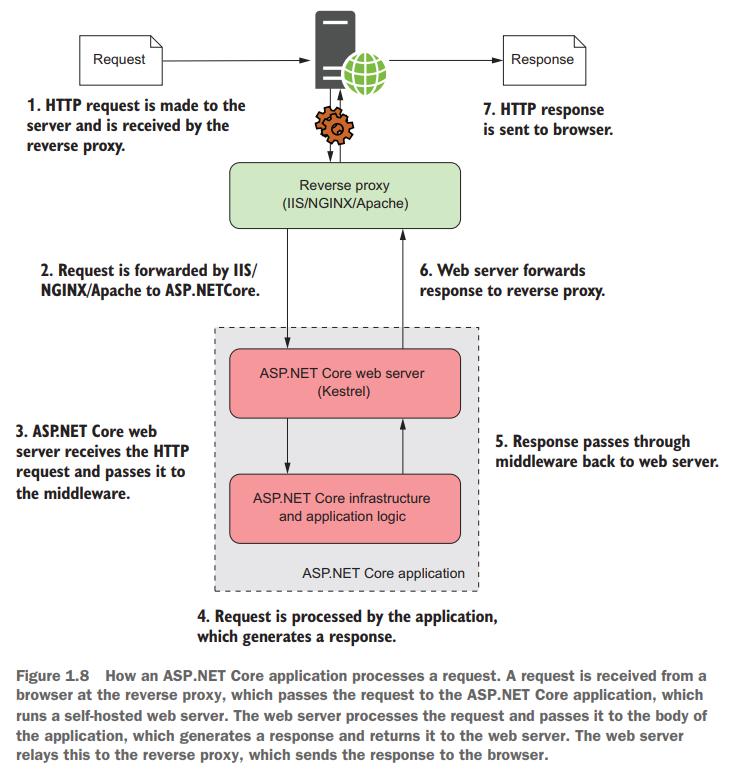 Request
Response
1. HTTP request is made to the
server and is received by the
reverse proxy.
7. HTTP response
is sent to browser.
Reverse proxy
(IIS/NGINX/Apache)
2. Request is forwarded by IIS/
NGINX/Apache to ASP.NETCore.
6. Web server forwards
response to reverse proxy.
ASP.NET Core web server
(Kestrel)
3. ASP.NET Core web
server receives the HTTP
request and passes it to
the middleware.
5. Response passes through
middleware back to web server.
ASP.NET Core infrastructure
and application logic
ASP.NET Core application
4. Request is processed by the application,
which generates a response.
Figure 1.8 How an ASP.NET Core application processes a request. A request is received from a
browser at the reverse proxy, which passes the request to the ASP.NET Core application, which
runs a self-hosted web server. The web server processes the request and passes it to the body of
the application, which generates a response and returns it to the web server. The web server
relays this to the reverse proxy, which sends the response to the browser.